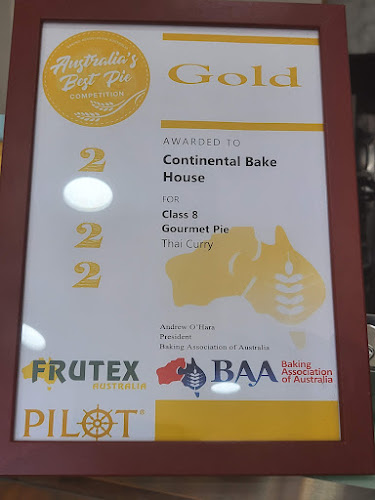 Australia's
Best Pie
COMPETITION
Gold
2
2
2
AWARDED TO
Continental Bake
House
FOR
Class 8
Gourmet Pie
Thai Curry
Andrew O'Hara
President
Baking Association of Australia
FRUTEX
AUSTRALIA
BAA
Baking
Association
of Australia
PILOT®